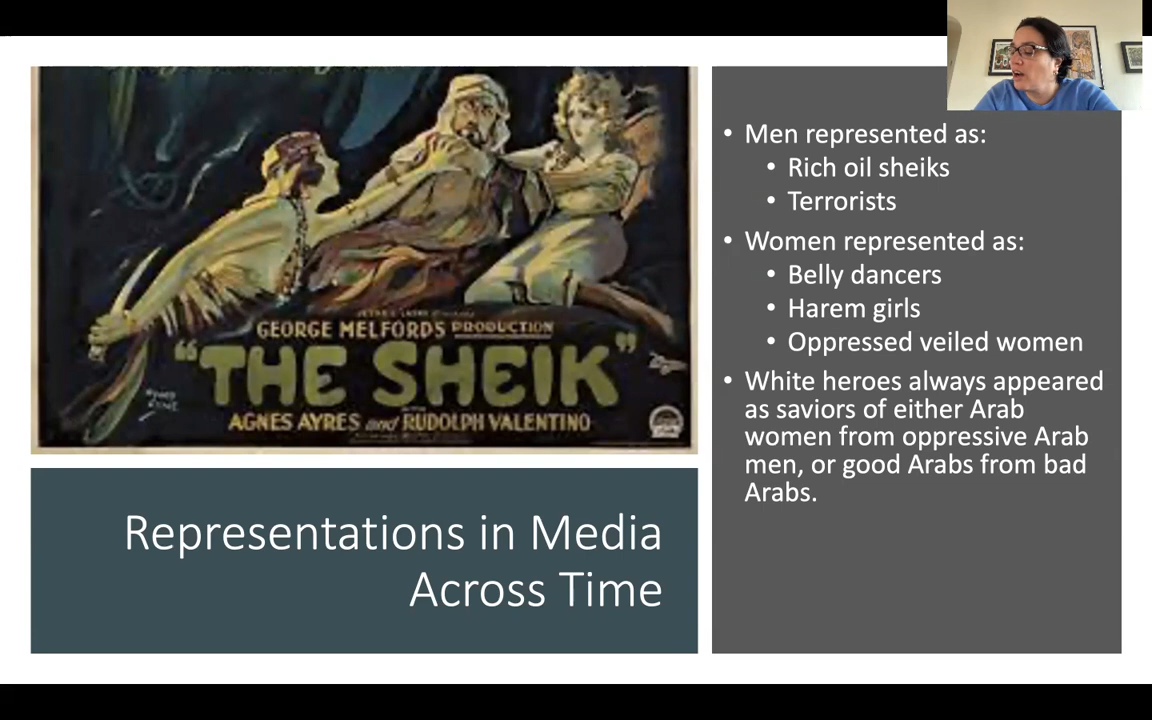 GEORGE MELFORD'S PRODUCTION
"THE SHEIK"
AGNES AYRES and RUDOLPH VALENTINO
Representations in Media
Across Time
• Men represented as:
• Rich oil sheiks
• Terrorists
• Women represented as:
• Belly dancers
• Harem girls
• Oppressed veiled women
• White heroes always appeared
as saviors of either Arab
women from oppressive Arab
men, or good Arabs from bad
Arabs.